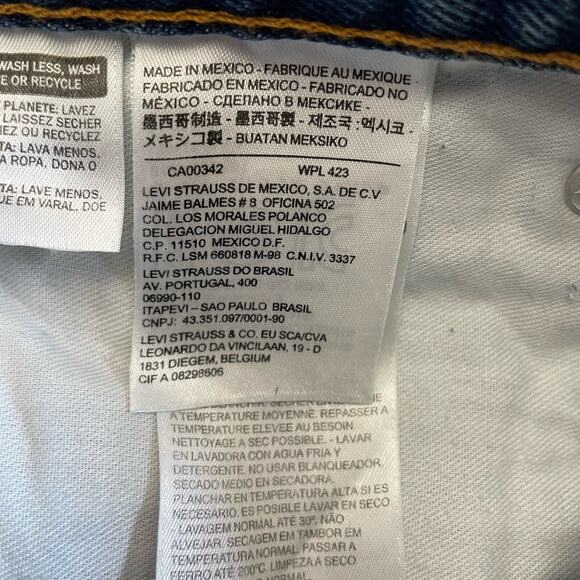 WASH LESS, WASH
E OR RECYCLE
PLANETE: LAVEZ
LAISSEZ SECHER
EZ OU RECYCLEZ
TA: LAVA MENOS,
A ROPA. DONA O
TA: LAVE MENOS,
UE EM VARAL. DOE
MADE IN MEXICO - FABRIQUE AU MEXIQUE -
FABRICADO EN MEXICO - FABRICADO NO
MÉXICO - СДЕЛАНО В МЕКСИКЕ -
墨西哥制造 - 墨西哥製 - 제조국 : 멕시코 -
メキシコ製 - BUATAN MEKSIKO
CA00342 WPL 423
LEVI STRAUSS DE MEXICO, S.A. DE C.V
JAIME BALMES # 8 OFICINA 502
COL. LOS MORALES POLANCO
DELEGACION MIGUEL HIDALGO
C.P. 11510 MEXICO D.F.
R.F.C. LSM 660818 M-98 C.N.I.V. 3337
LEVI STRAUSS DO BRASIL
AV. PORTUGAL, 400
06990-110
ITAPEVI – SAO PAULO BRASIL
CNPJ: 43.351.097/0001-90
LEVI STRAUSS & CO. EU SCA/CVA
LEONARDO DA VINCILAAN, 19 - D
1831 DIEGEM, BELGIUM
CIF A 08298606
A TEMPERATURE MOYENNE. REPASSER A
TEMPERATURE ELEVEE AU BESOIN.
NETTOYAGE A SEC POSSIBLE. - LAVAR
EN LAVADORA CON AGUA FRIA Y
DETERGENTE. NO USAR BLANQUEADOR.
SECADO MEDIO EN SECADORA.
PLANCHAR EN TEMPERATURA ALTA SI ES
NECESARIO. ES POSIBLE LAVAR EN SECO
- LAVAGEM NORMAL ATÉ 30°. NÃO
ALVEJAR. SECAGEM EM TAMBOR EM
TEMPERATURA NORMAL. PASSAR A
FERRO ATÉ 200°C. LIMPEZA A SECO
NORMAL